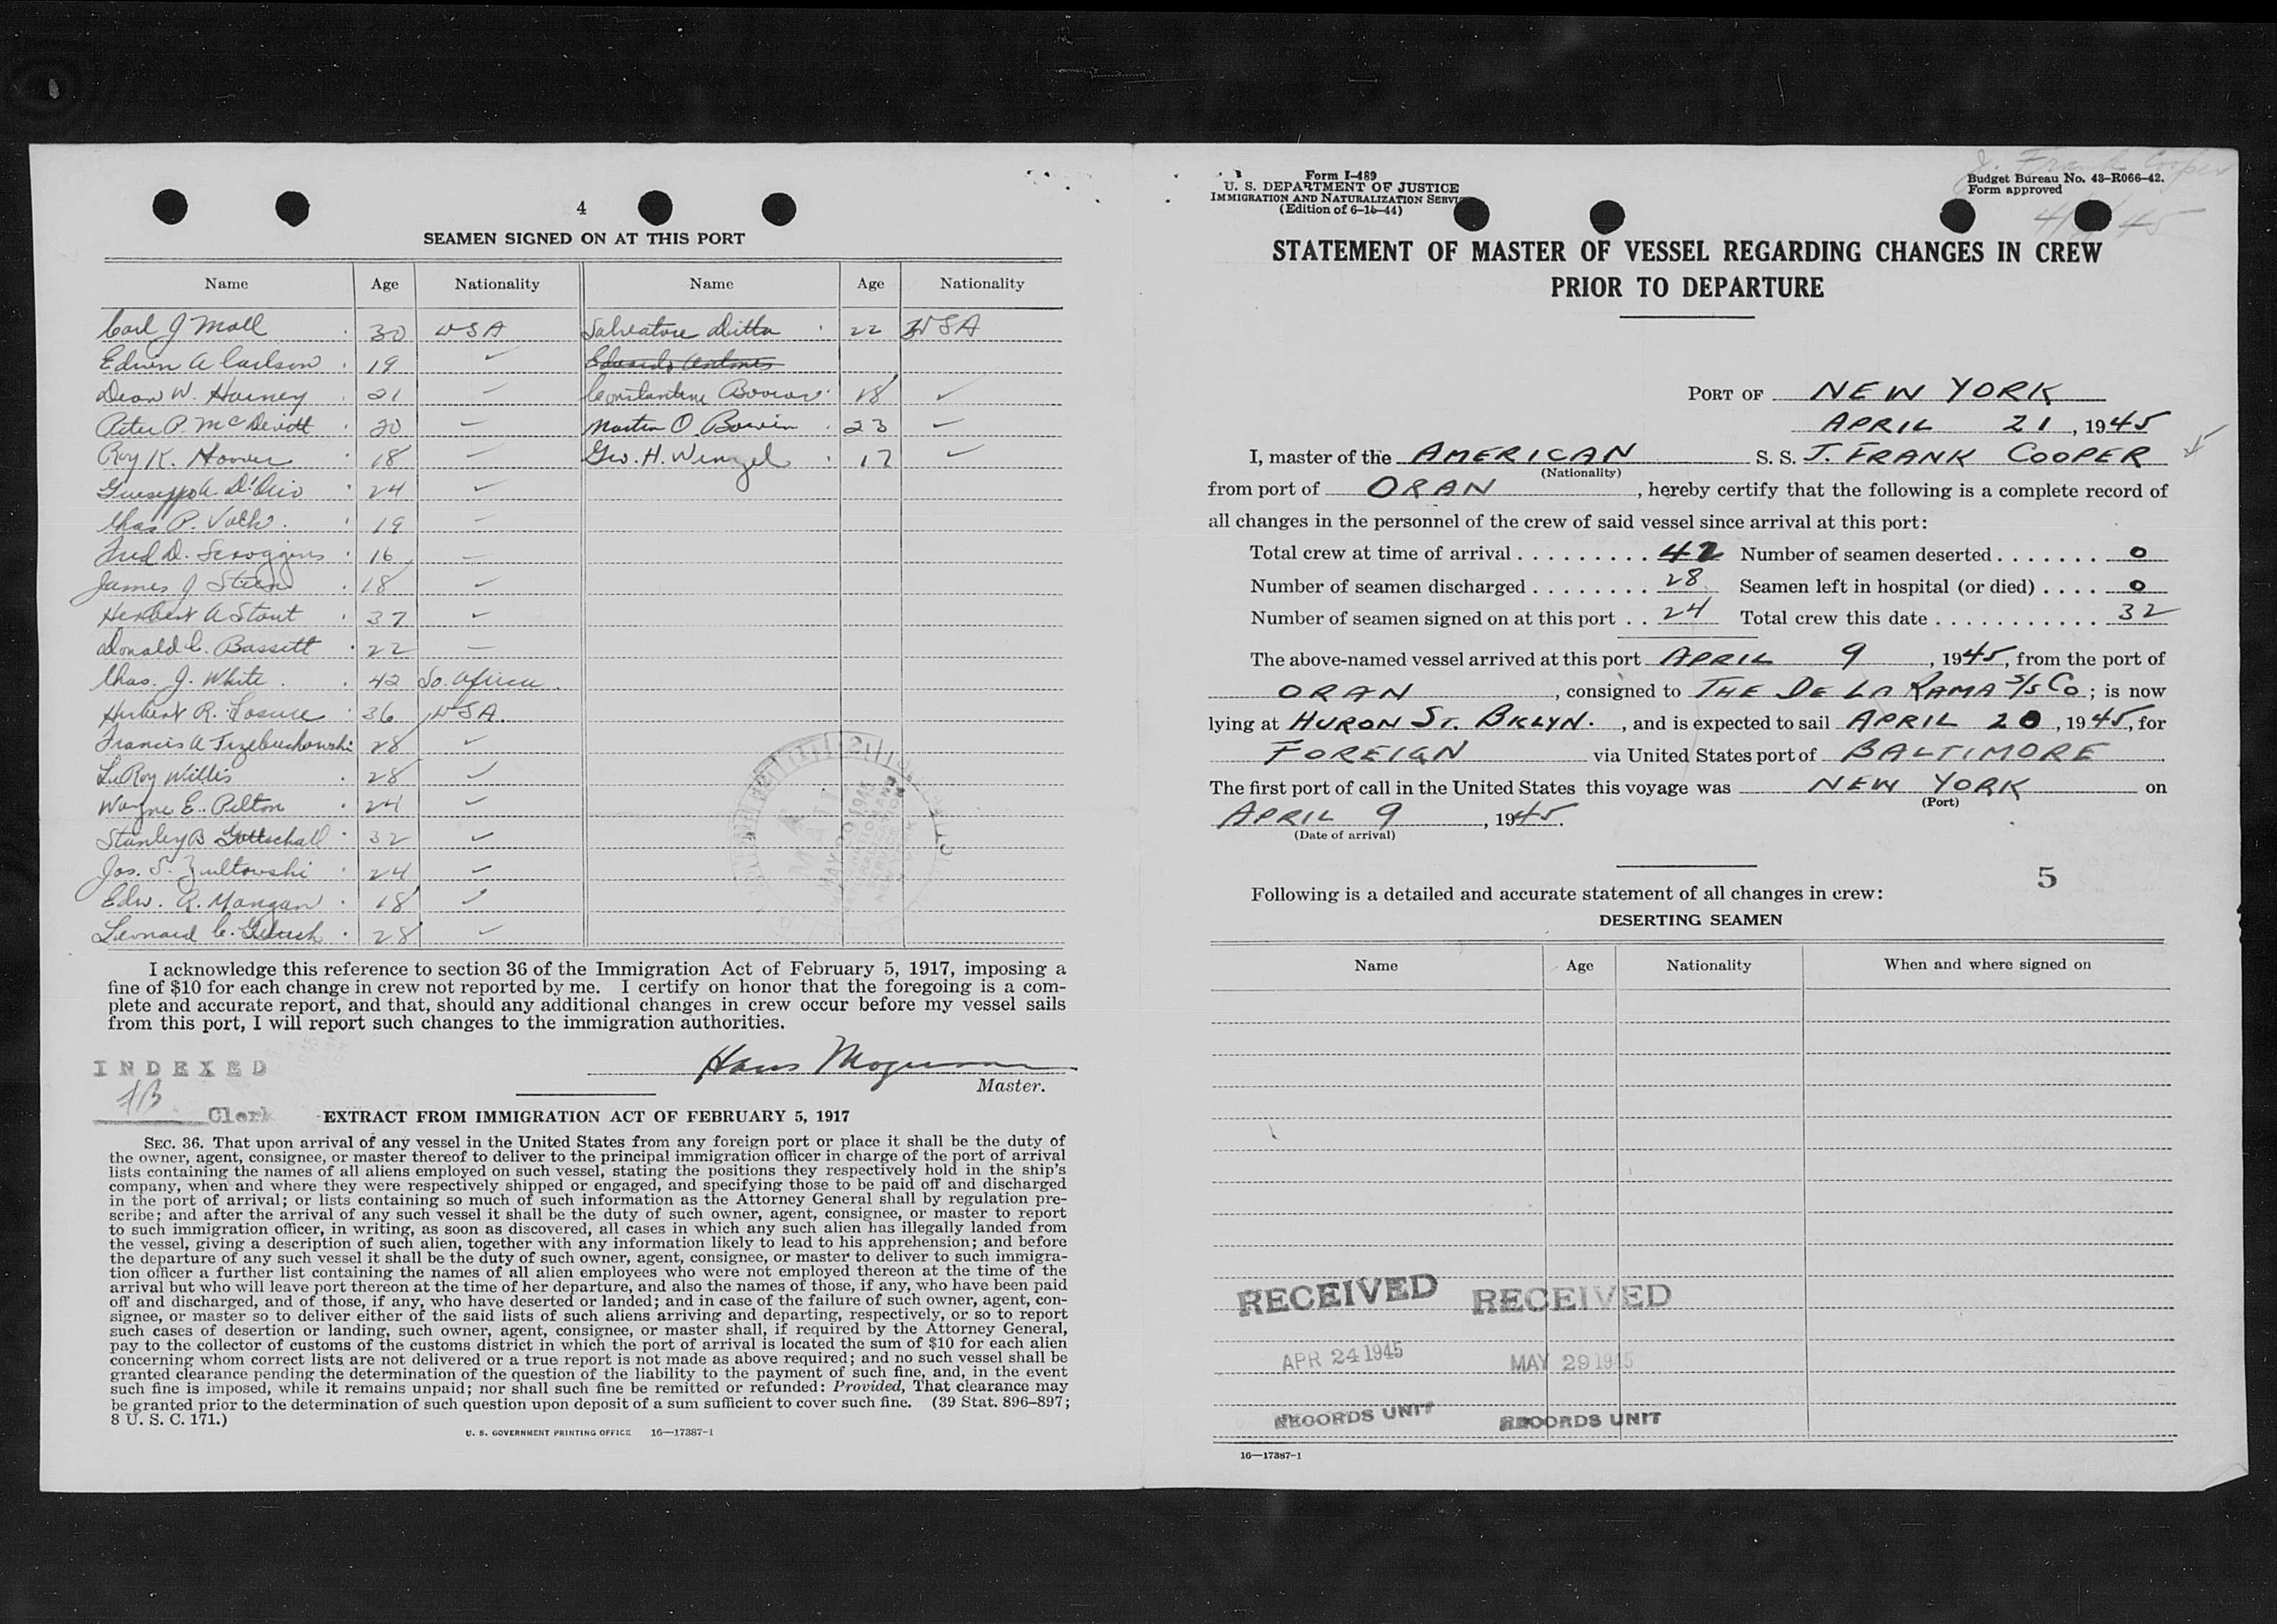 4
SEAMEN SIGNED ON AT THIS PORT
Name Age Nationality Name Age Nationality
Carl J Moll 30 USA Salvatore Ditta 22 USA
Edwin A Carlson 19 ✓
Dean W. Harney 21 ✓ Constantine 18 ✓
Peter P. McDevitt 20 ✓ Martin O. 23 ✓
Roy K. Hoover 18 ✓ Geo. H. Wenzel 17 ✓
24 ✓
Chas P. Volk 19 ✓
Fred D. Scroggins 16 ✓
James J Steen 18 ✓
Herbert A Stout 37 ✓
Donald C. Bassett 22 ✓
Chas. J. White 42 So. Africa
Herbert R. 36 USA
Francis A Trzebuchowski 28 ✓
LeRoy Willis 28 ✓
Wayne E. Pelton 24 ✓
Stanley B Gottschall 32 ✓
Jos. S. Zultowski 24 ✓
Edw. R. Mangan 18 ✓
Leonard C. 28 ✓
I acknowledge this reference to section 36 of the Immigration Act of February 5, 1917, imposing a
fine of $10 for each change in crew not reported by me. I certify on honor that the foregoing is a com-
plete and accurate report, and that, should any additional changes in crew occur before my vessel sails
from this port, I will report such changes to the immigration authorities.
INDEXED
Clerk
Hans
Master.
EXTRACT FROM IMMIGRATION ACT OF FEBRUARY 5, 1917
SEC. 36. That upon arrival of any vessel in the United States from any foreign port or place it shall be the duty of
the owner, agent, consignee, or master thereof to deliver to the principal immigration officer in charge of the port of arrival
lists containing the names of all aliens employed on such vessel, stating the positions they respectively hold in the ship's
company, when and where they were respectively shipped or engaged, and specifying those to be paid off and discharged
in the port of arrival; or lists containing so much of such information as the Attorney General shall by regulation pre-
scribe; and after the arrival of any such vessel it shall be the duty of such owner, agent, consignee, or master to report
to such immigration officer, in writing, as soon as discovered, all cases in which any such alien has illegally landed from
the vessel, giving a description of such alien, together with any information likely to lead to his apprehension; and before
the departure of any such vessel it shall be the duty of such owner, agent, consignee, or master to deliver to such immigra-
tion officer a further list containing the names of all alien employees who were not employed thereon at the time of the
arrival but who will leave port thereon at the time of her departure, and also the names of those, if any, who have been paid
off and discharged, and of those, if any, who have deserted or landed; and in case of the failure of such owner, agent, con-
signee, or master so to deliver either of the said lists of such aliens arriving and departing, respectively, or so to report
such cases of desertion or landing, such owner, agent, consignee, or master shall, if required by the Attorney General,
pay to the collector of customs of the customs district in which the port of arrival is located the sum of $10 for each alien
concerning whom correct lists are not delivered or a true report is not made as above required; and no such vessel shall be
granted clearance pending the determination of the question of the liability to the payment of such fine, and, in the event
such fine is imposed, while it remains unpaid; nor shall such fine be remitted or refunded: Provided, That clearance may
be granted prior to the determination of such question upon deposit of a sum sufficient to cover such fine. (39 Stat. 896-897;
8 U. S. C. 171.)
U. S. GOVERNMENT PRINTING OFFICE 16—17387-1
J. Frank Cooper
Form I-489
U. S. DEPARTMENT OF JUSTICE
IMMIGRATION AND NATURALIZATION SERVICE
(Edition of 6-15-44)
Budget Bureau No. 43-R066-42.
Form approved
STATEMENT OF MASTER OF VESSEL REGARDING CHANGES IN CREW
PRIOR TO DEPARTURE
PORT OF NEW YORK
APRIL 21, 1945
I, master of the AMERICAN S. S. J. FRANK COOPER
(Nationality)
from port of ORAN, hereby certify that the following is a complete record of
all changes in the personnel of the crew of said vessel since arrival at this port:
Total crew at time of arrival . . . . . . . . . 42 Number of seamen deserted . . . . . . . 0
Number of seamen discharged . . . . . . . . 28 Seamen left in hospital (or died) . . . . 0
Number of seamen signed on at this port . . 24 Total crew this date . . . . . . . . . . . . 32
The above-named vessel arrived at this port APRIL 9, 1945, from the port of
ORAN, consigned to THE DE LA RAMA S/S CO; is now
lying at HURON ST. BKLYN., and is expected to sail APRIL 20, 1945, for
FOREIGN via United States port of BALTIMORE
The first port of call in the United States this voyage was NEW YORK on
(Port)
APRIL 9, 1945.
(Date of arrival)
5
Following is a detailed and accurate statement of all changes in crew:
DESERTING SEAMEN
Name Age Nationality When and where signed on
RECEIVED RECEIVED
APR 24 1945 MAY 29 1945
RECORDS UNIT RECORDS UNIT
16—17387-1